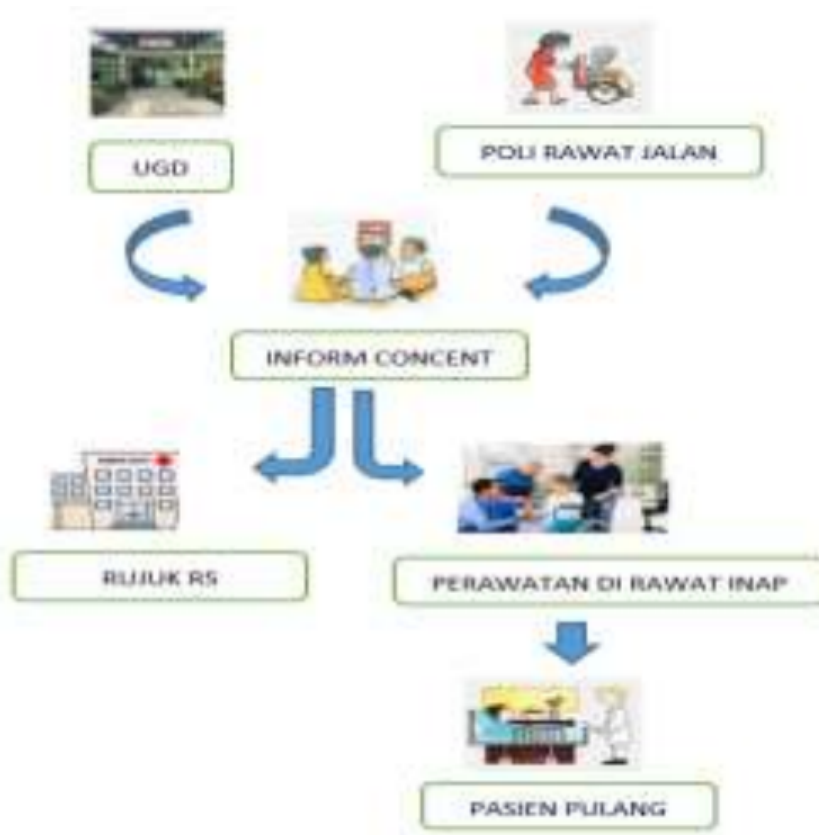 UGD
POLI RAWAT JALAN
INFORM CONCENT
RUJUK RS
PERAWATAN DI RAWAT INAP
PASIEN PULANG